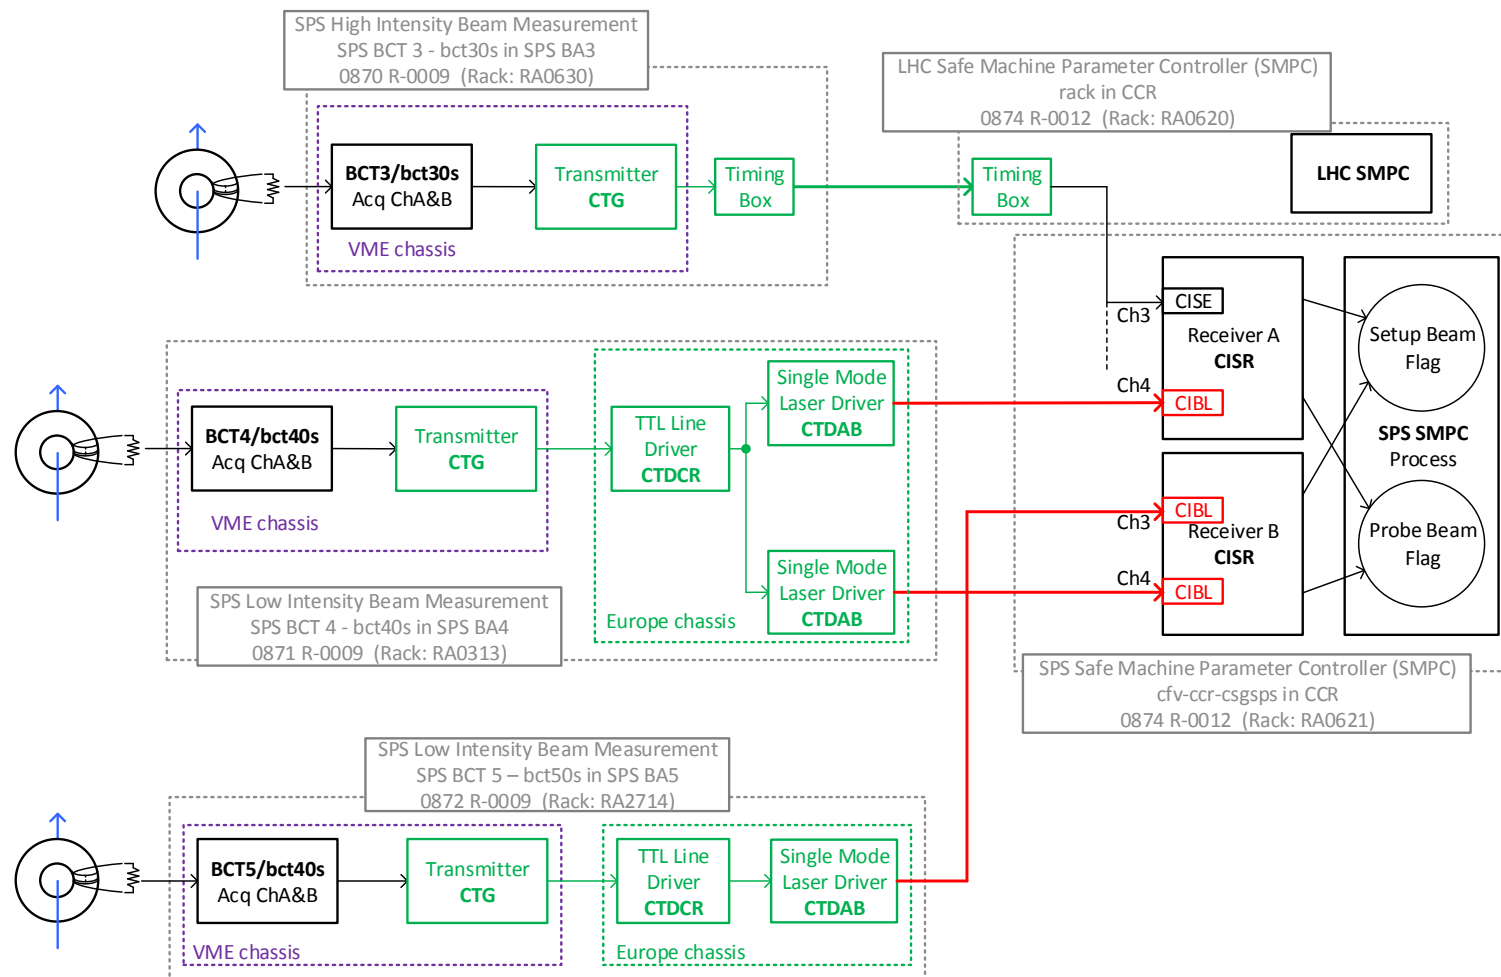 SPS High Intensity Beam Measurement
SPS BCT 3 - bct30s in SPS BA3
0870 R-0009 (Rack: RA0630)
LHC Safe Machine Parameter Controller (SMPC)
rack in CCR
0874 R-0012 (Rack: RA0620)
BCT3/bct30s
Acq ChA&B
Transmitter
CTG
Timing
Box
Timing
Box
LHC SMPC
VME chassis
CISE
Ch3
Receiver A
CISR
Ch4
CIBL
Setup Beam
Flag
SPS SMPC
Process
CIBL
Ch3
Receiver B
CISR
Ch4
CIBL
Probe Beam
Flag
BCT4/bct40s
Acq ChA&B
Transmitter
CTG
TTL Line
Driver
CTDCR
Single Mode
Laser Driver
CTDAB
VME chassis
Single Mode
Laser Driver
CTDAB
Europe chassis
SPS Low Intensity Beam Measurement
SPS BCT 4 - bct40s in SPS BA4
0871 R-0009 (Rack: RA0313)
SPS Safe Machine Parameter Controller (SMPC)
cfv-ccr-csgsps in CCR
0874 R-0012 (Rack: RA0621)
SPS Low Intensity Beam Measurement
SPS BCT 5 – bct50s in SPS BA5
0872 R-0009 (Rack: RA2714)
BCT5/bct40s
Acq ChA&B
Transmitter
CTG
TTL Line
Driver
CTDCR
Single Mode
Laser Driver
CTDAB
VME chassis
Europe chassis